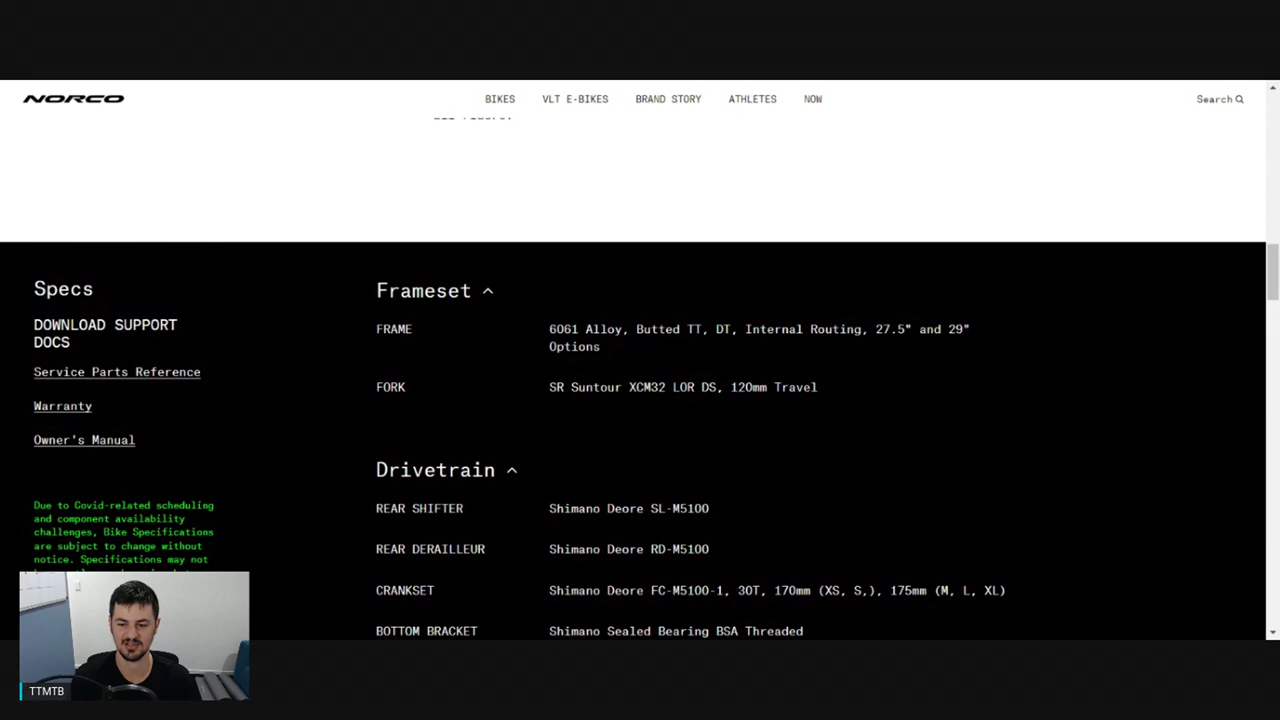 NORCO
BIKES VLT E-BIKES BRAND STORY ATHLETES NOW
Search
Specs
DOWNLOAD SUPPORT
DOCS
Service Parts Reference
Warranty
Owner's Manual
Due to Covid-related scheduling
and component availability
challenges, Bike Specifications
are subject to change without
notice. Specifications may not
Frameset
FRAME 6061 Alloy, Butted TT, DT, Internal Routing, 27.5" and 29"
Options
FORK SR Suntour XCM32 LOR DS, 120mm Travel
Drivetrain
REAR SHIFTER Shimano Deore SL-M5100
REAR DERAILLEUR Shimano Deore RD-M5100
CRANKSET Shimano Deore FC-M5100-1, 30T, 170mm (XS, S,), 175mm (M, L, XL)
BOTTOM BRACKET Shimano Sealed Bearing BSA Threaded
TTMTB